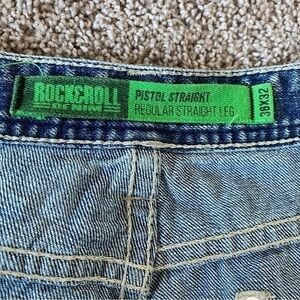 ROCK&ROLL
DENIM
PISTOL STRAIGHT
REGULAR STRAIGHT LEG
38X32